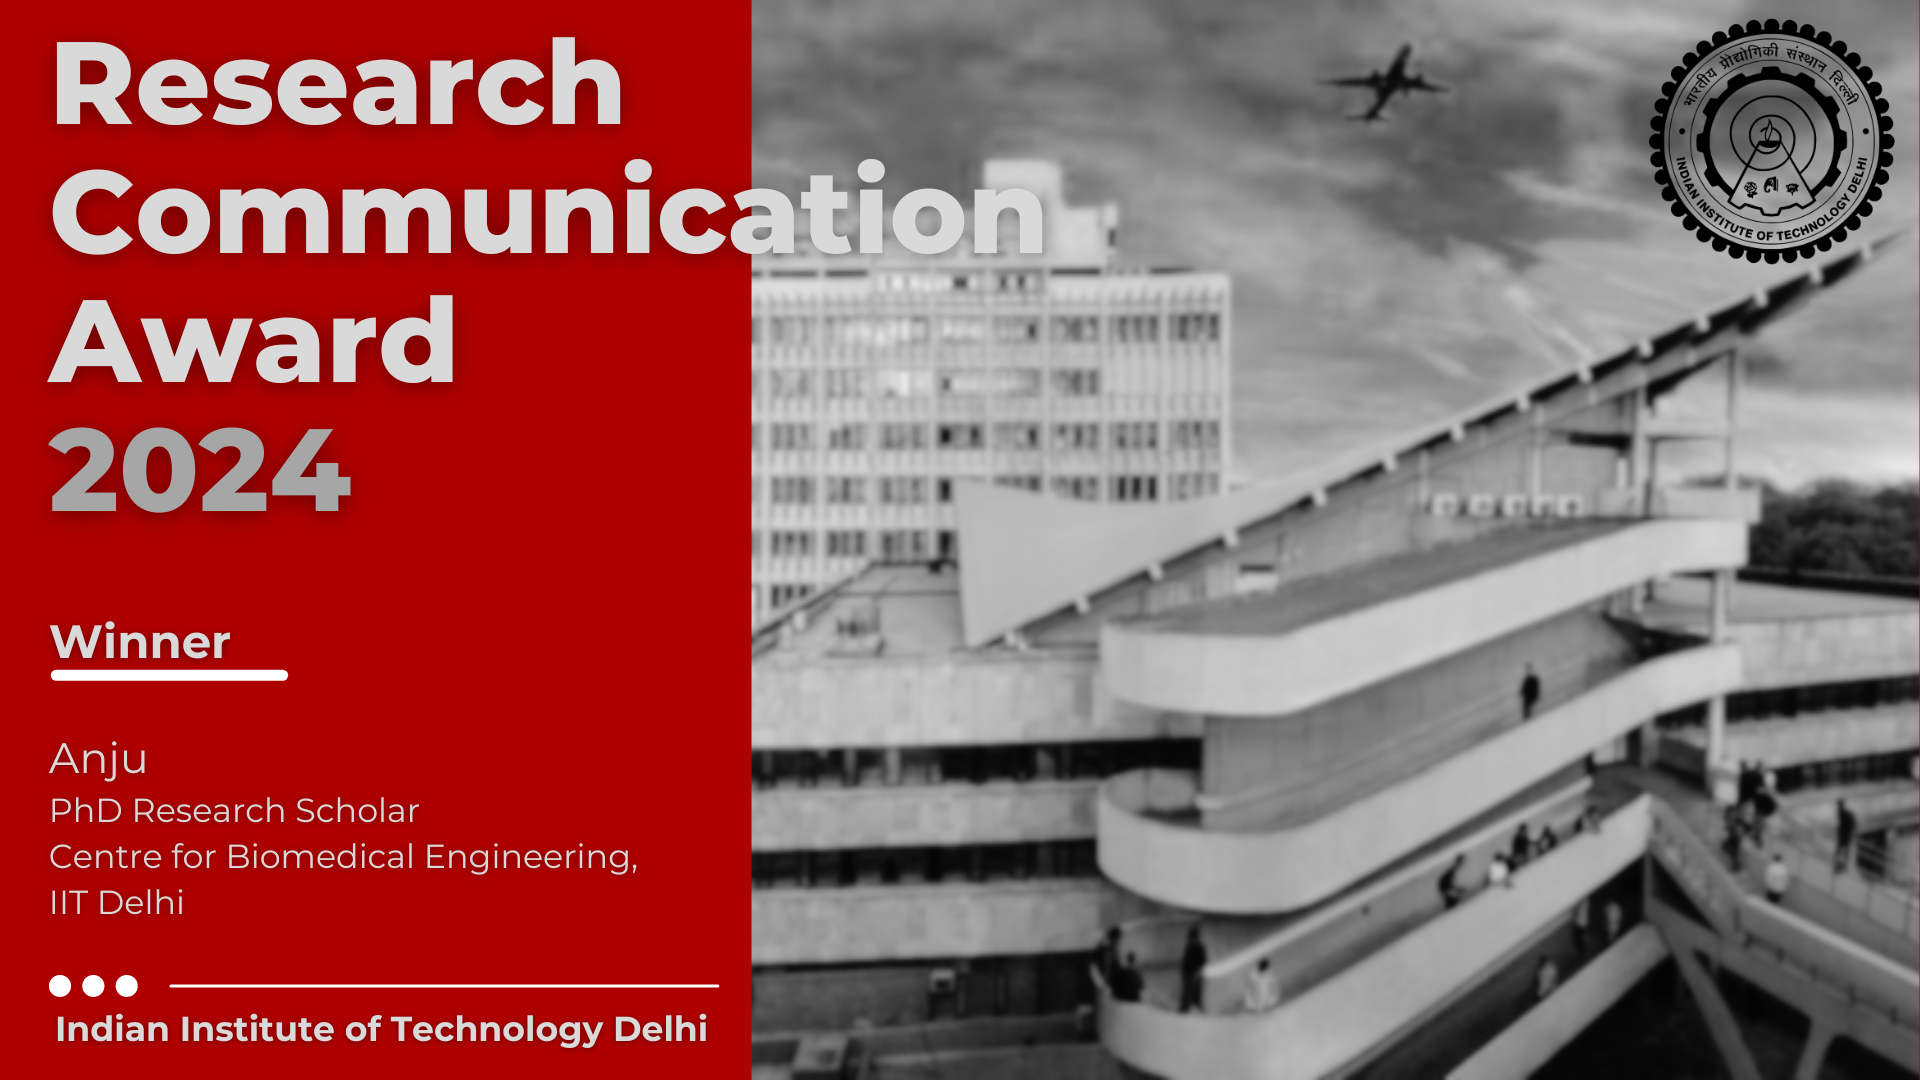 Research
Communication
Award
2024
Winner
Anju
PhD Research Scholar
Centre for Biomedical Engineering,
IIT Delhi
Indian Institute of Technology Delhi
भारतीय प्रौद्योगिकी संस्थान दिल्ली
INDIAN INSTITUTE OF TECHNOLOGY DELHI